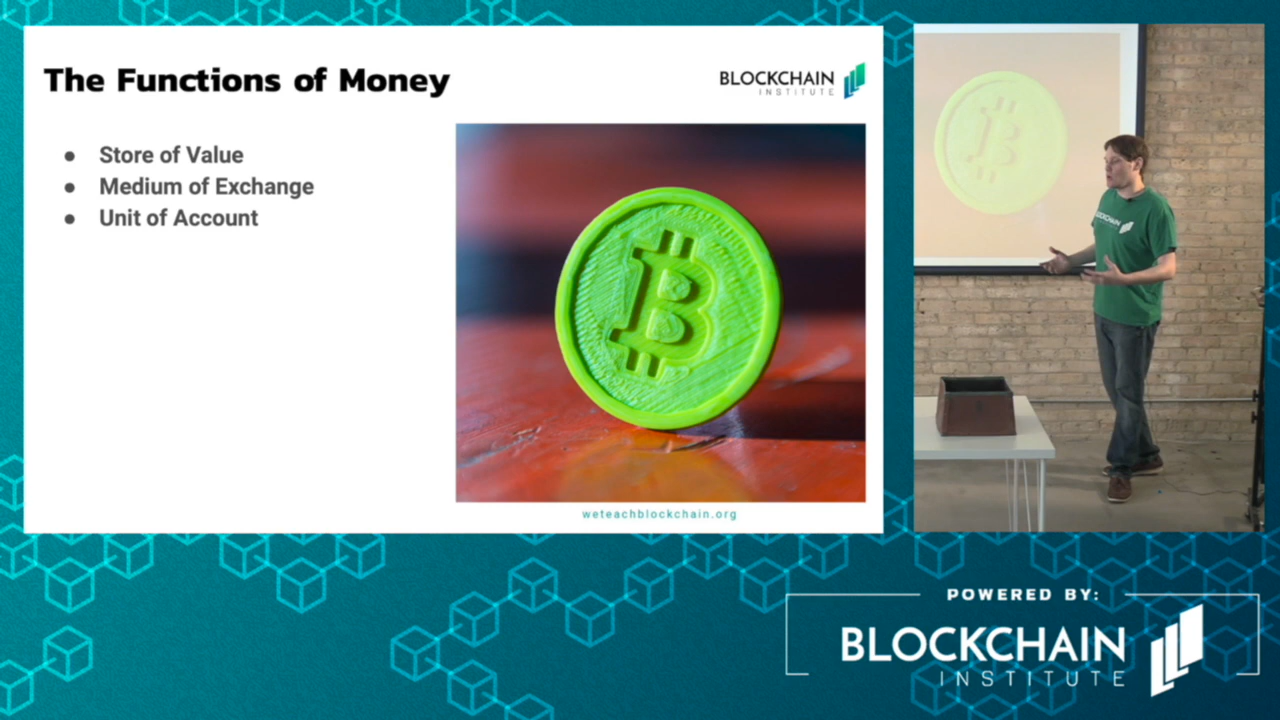 The Functions of Money
BLOCKCHAIN
INSTITUTE
● Store of Value
● Medium of Exchange
● Unit of Account
weteachblockchain.org
BLOCKCHAIN
POWERED BY:
BLOCKCHAIN
INSTITUTE